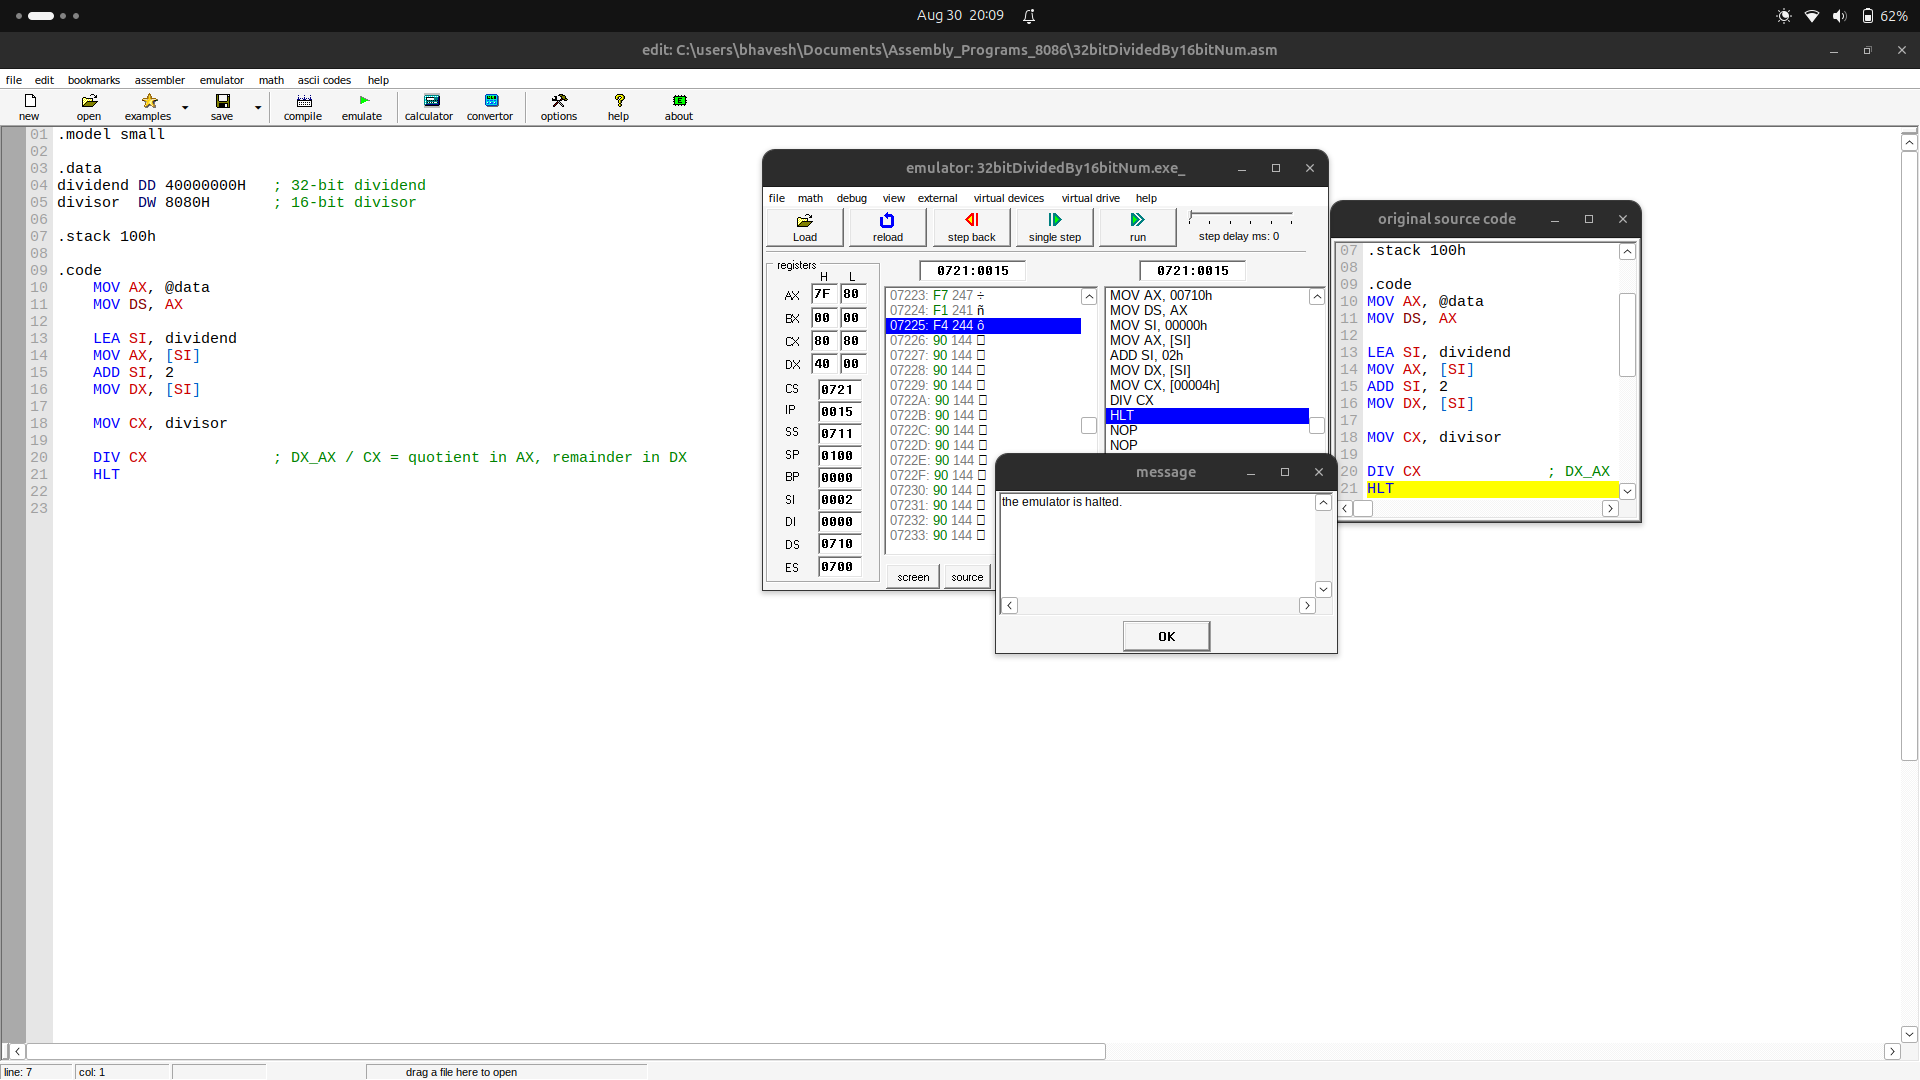 Aug 30 20:09
62%
edit: C:\users\bhavesh\Documents\Assembly_Programs_8086\32bitDividedBy16bitNum.asm
file edit bookmarks assembler emulator math ascii codes help
new open examples save compile emulate calculator convertor options help about
01 .model small
02
03 .data
04 dividend DD 40000000H ; 32-bit dividend
05 divisor DW 8080H ; 16-bit divisor
06
07 .stack 100h
08
09 .code
10 MOV AX, @data
11 MOV DS, AX
12
13 LEA SI, dividend
14 MOV AX, [SI]
15 ADD SI, 2
16 MOV DX, [SI]
17
18 MOV CX, divisor
19
20 DIV CX ; DX_AX / CX = quotient in AX, remainder in DX
21 HLT
22
23
emulator: 32bitDividedBy16bitNum.exe_
file math debug view external virtual devices virtual drive help
Load reload step back single step run step delay ms: 0
registers
H L
AX 7F 80
BX 00 00
CX 80 80
DX 40 00
CS 0721
IP 0015
SS 0711
SP 0100
BP 0000
SI 0002
DI 0000
DS 0710
ES 0700
0721:0015
07223: F7 247 ÷
07224: F1 241 ñ
07225: F4 244 ô
07226: 90 144
07227: 90 144
07228: 90 144
07229: 90 144
0722A: 90 144
0722B: 90 144
0722C: 90 144
0722D: 90 144
0722E: 90 144
0722F: 90 144
07230: 90 144
07231: 90 144
07232: 90 144
07233: 90 144
screen source
0721:0015
MOV AX, 00710h
MOV DS, AX
MOV SI, 00000h
MOV AX, [SI]
ADD SI, 02h
MOV DX, [SI]
MOV CX, [00004h]
DIV CX
HLT
NOP
NOP
message
the emulator is halted.
OK
original source code
07 .stack 100h
08
09 .code
10 MOV AX, @data
11 MOV DS, AX
12
13 LEA SI, dividend
14 MOV AX, [SI]
15 ADD SI, 2
16 MOV DX, [SI]
17
18 MOV CX, divisor
19
20 DIV CX ; DX_AX
21 HLT
line: 7 col: 1 drag a file here to open